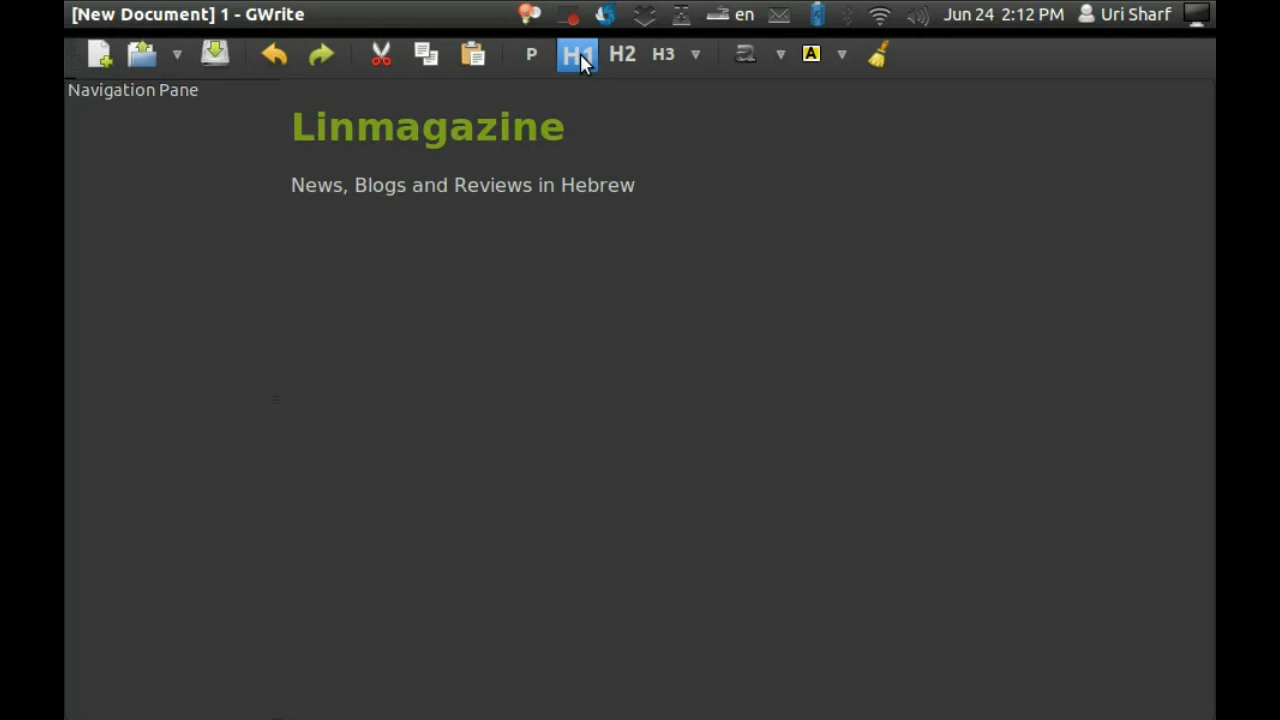 [New Document] 1 - GWrite en Jun 24 2:12 PM Uri Sharf
P H1 H2 H3 a A
Navigation Pane
Linmagazine
News, Blogs and Reviews in Hebrew